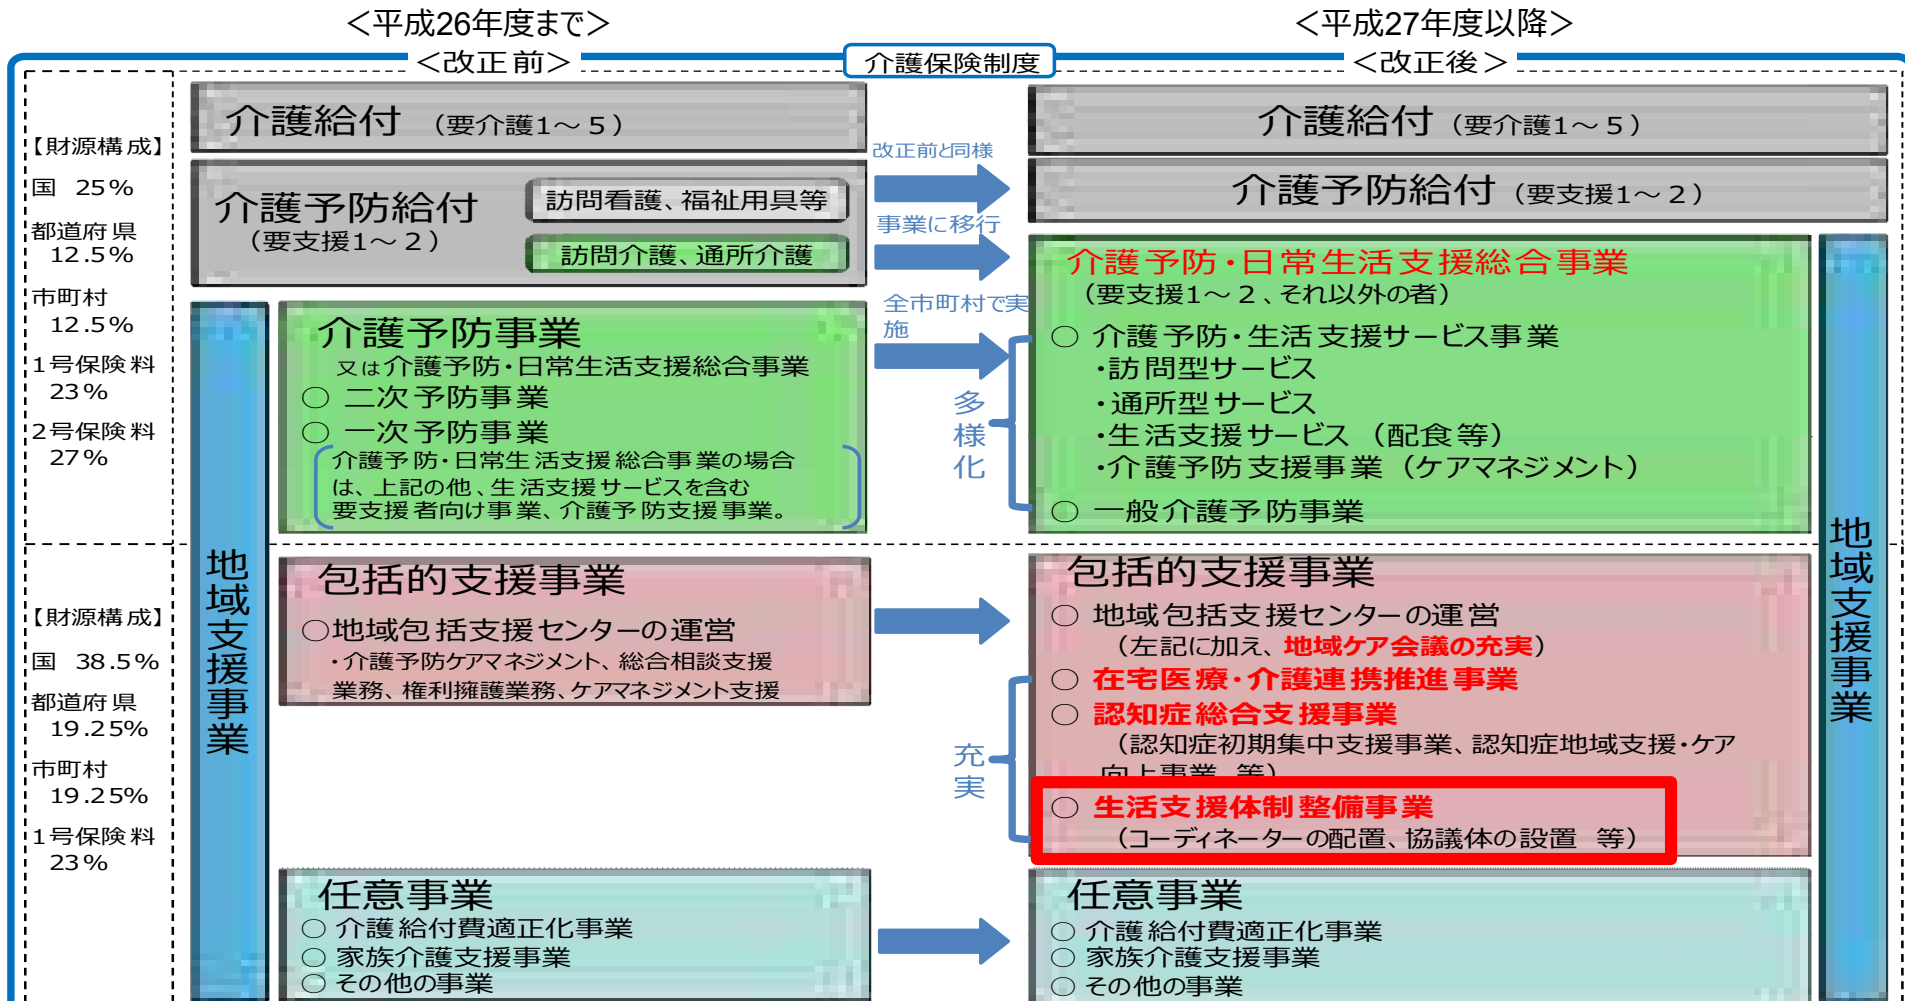 ＜平成26年度まで＞
＜平成27年度以降＞
＜改正前＞
介護保険制度
＜改正後＞
【財源構成】
国 25%
都道府県
12.5%
市町村
12.5%
1号保険料
23%
2号保険料
27%
介護給付 （要介護1～5）
介護予防給付
（要支援1～2）
訪問看護、福祉用具等
訪問介護、通所介護
改正前と同様
事業に移行
全市町村で実
施
多様化
介護予防事業
又は介護予防・日常生活支援総合事業
○ 二次予防事業
○ 一次予防事業
介護予防・日常生活支援総合事業の場合
は、上記の他、生活支援サービスを含む
要支援者向け事業、介護予防支援事業。
介護給付（要介護1～5）
介護予防給付（要支援1～2）
介護予防・日常生活支援総合事業
（要支援1～2、それ以外の者）
○ 介護予防・生活支援サービス事業
・訪問型サービス
・通所型サービス
・生活支援サービス（配食等）
・介護予防支援事業（ケアマネジメント）
○ 一般介護予防事業
地域支援事業
【財源構成】
国 38.5%
都道府県
19.25%
市町村
19.25%
1号保険料
23%
包括的支援事業
○地域包括支援センターの運営
・介護予防ケアマネジメント、総合相談支援
業務、権利擁護業務、ケアマネジメント支援
充実
包括的支援事業
○ 地域包括支援センターの運営
（左記に加え、地域ケア会議の充実）
○ 在宅医療・介護連携推進事業
○ 認知症総合支援事業
（認知症初期集中支援事業、認知症地域支援・ケア
向上事業 等）
○ 生活支援体制整備事業
（コーディネーターの配置、協議体の設置 等）
地域支援事業
任意事業
○ 介護給付費適正化事業
○ 家族介護支援事業
○ その他の事業
任意事業
○ 介護給付費適正化事業
○ 家族介護支援事業
○ その他の事業